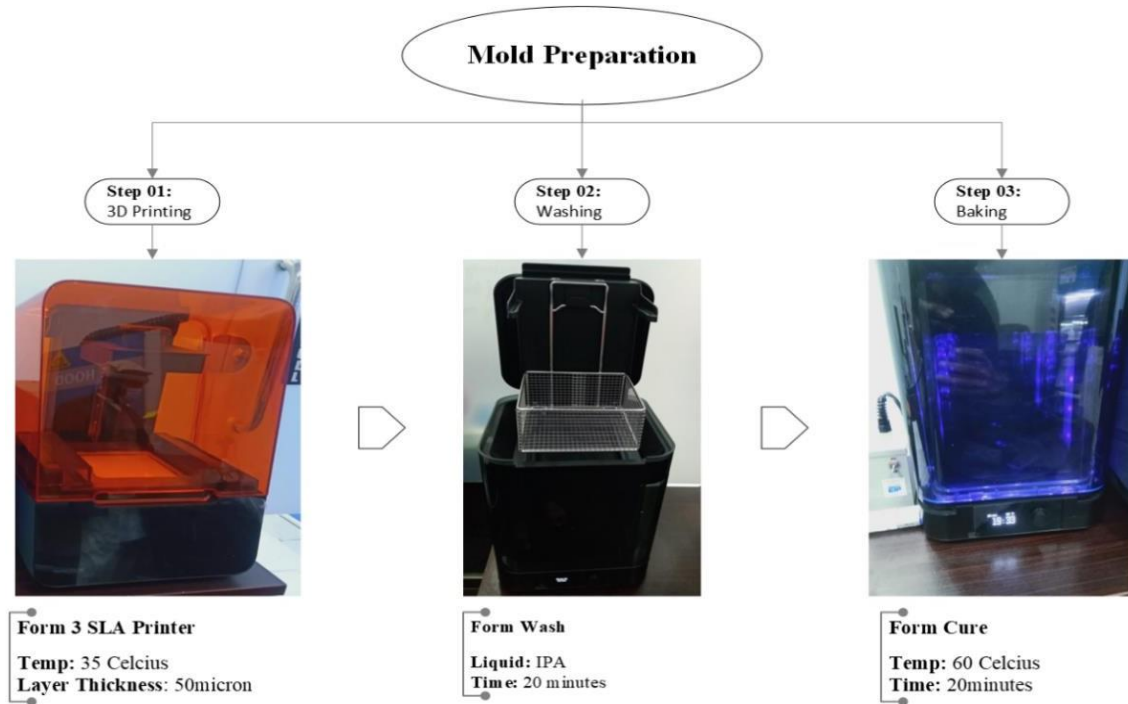 Mold Preparation
Step 01:
3D Printing
Step 02:
Washing
Step 03:
Baking
Form 3 SLA Printer
Temp: 35 Celcius
Layer Thickness: 50micron
Form Wash
Liquid: IPA
Time: 20 minutes
Form Cure
Temp: 60 Celcius
Time: 20minutes